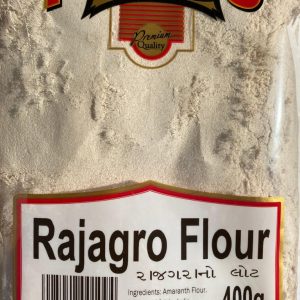 Premium
Quality
Rajagro Flour
રાજગરાનો લોટ
Ingredients: Amaranth Flour.
400g